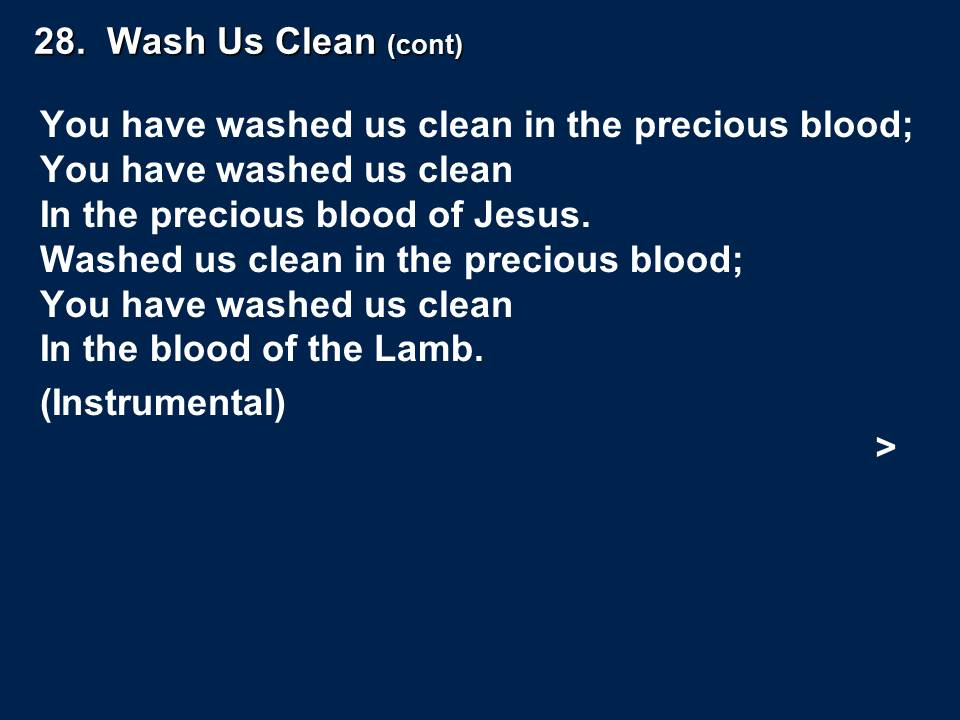 28. Wash Us Clean (cont)
You have washed us clean in the precious blood;
You have washed us clean
In the precious blood of Jesus.
Washed us clean in the precious blood;
You have washed us clean
In the blood of the Lamb.
(Instrumental)
>